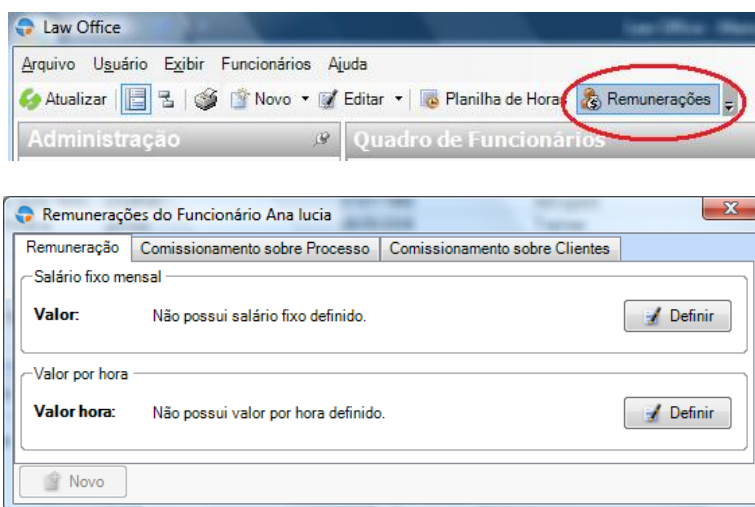 Law Office
Arquivo Usuário Exibir Funcionários Ajuda
Atualizar Novo Editar Planilha de Horas Remunerações
Administração Quadro de Funcionários
Remunerações do Funcionário Ana lucia
Remuneração Comissionamento sobre Processo Comissionamento sobre Clientes
Salário fixo mensal
Valor: Não possui salário fixo definido. Definir
Valor por hora
Valor hora: Não possui valor por hora definido. Definir
Novo